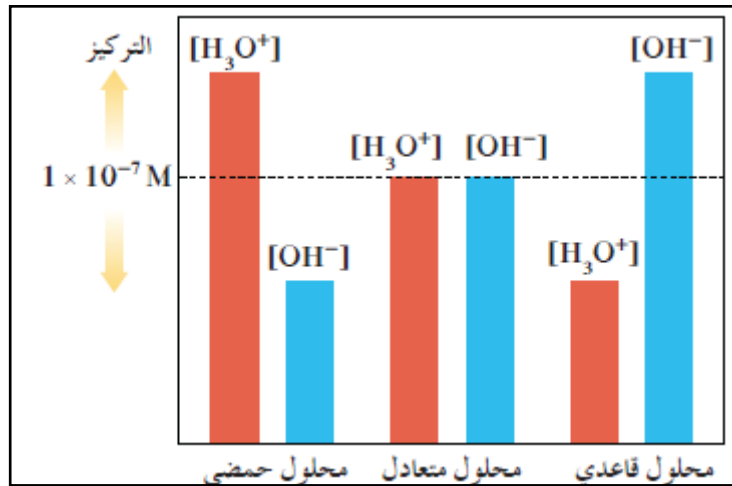 التركيز
[H₃O⁺]
[OH⁻]
[H₃O⁺]
[OH⁻]
1 × 10⁻⁷ M
[OH⁻]
[H₃O⁺]
محلول حمضي
محلول متعادل
محلول قاعدي